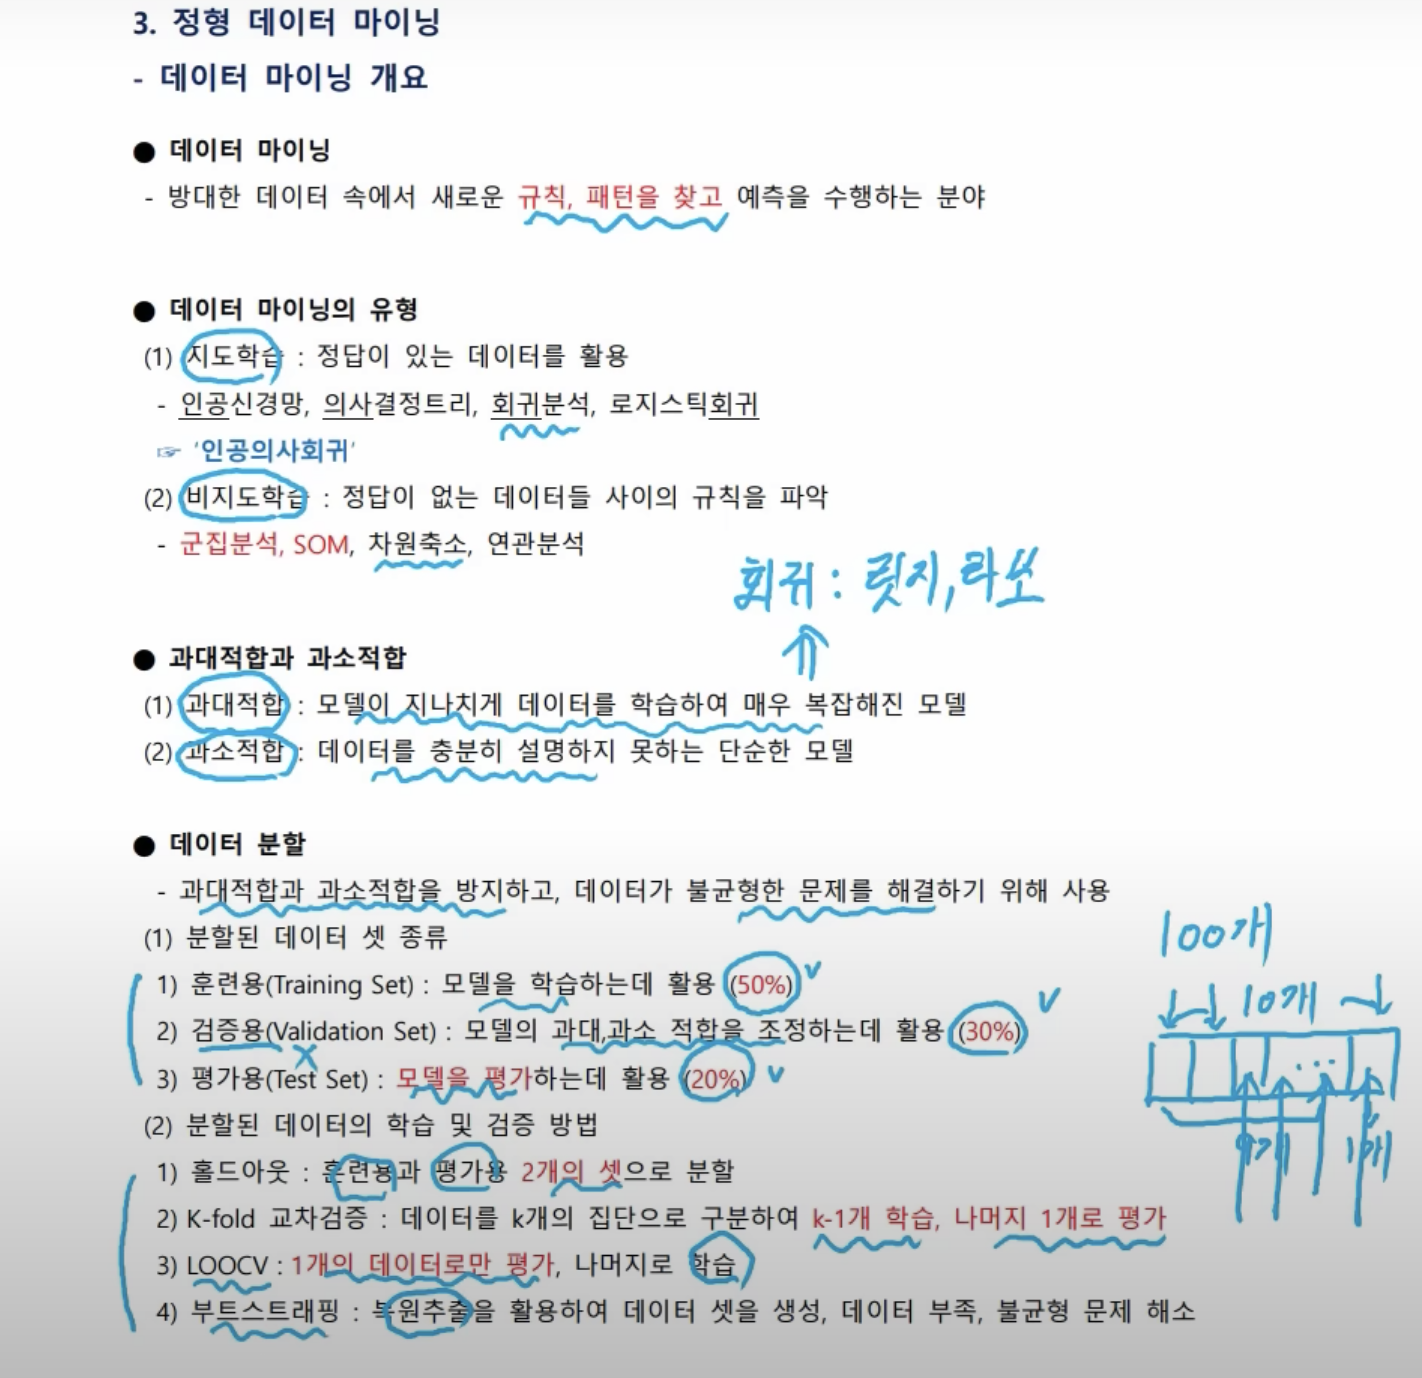 3. 정형 데이터 마이닝
- 데이터 마이닝 개요
● 데이터 마이닝
- 방대한 데이터 속에서 새로운 규칙, 패턴을 찾고 예측을 수행하는 분야
● 데이터 마이닝의 유형
(1) 지도학습 : 정답이 있는 데이터를 활용
- 인공신경망, 의사결정트리, 회귀분석, 로지스틱회귀
☞ '인공의사회귀'
(2) 비지도학습 : 정답이 없는 데이터들 사이의 규칙을 파악
- 군집분석, SOM, 차원축소, 연관분석
회귀 : 릿지, 라쏘
● 과대적합과 과소적합
(1) 과대적합 : 모델이 지나치게 데이터를 학습하여 매우 복잡해진 모델
(2) 과소적합 : 데이터를 충분히 설명하지 못하는 단순한 모델
● 데이터 분할
- 과대적합과 과소적합을 방지하고, 데이터가 불균형한 문제를 해결하기 위해 사용
(1) 분할된 데이터 셋 종류
1) 훈련용(Training Set) : 모델을 학습하는데 활용 (50%)
2) 검증용(Validation Set) : 모델의 과대,과소 적합을 조정하는데 활용 (30%)
3) 평가용(Test Set) : 모델을 평가하는데 활용 (20%)
100개
10개
9개
1개
(2) 분할된 데이터의 학습 및 검증 방법
1) 홀드아웃 : 훈련용과 평가용 2개의 셋으로 분할
2) K-fold 교차검증 : 데이터를 k개의 집단으로 구분하여 k-1개 학습, 나머지 1개로 평가
3) LOOCV : 1개의 데이터로만 평가, 나머지로 학습
4) 부트스트래핑 : 복원추출을 활용하여 데이터 셋을 생성, 데이터 부족, 불균형 문제 해소